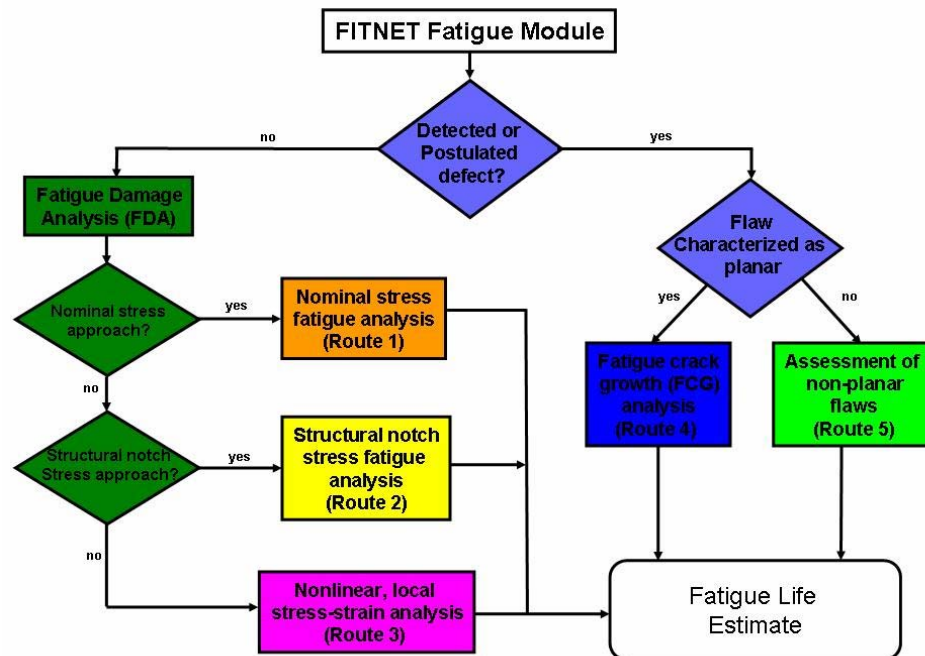 FITNET Fatigue Module
no
Detected or
Postulated
defect?
yes
Fatigue Damage
Analysis (FDA)
Flaw
Characterized as
planar
Nominal stress
approach?
yes
Nominal stress
fatigue analysis
(Route 1)
yes
no
Fatigue crack
growth (FCG)
analysis
(Route 4)
Assessment of
non-planar
flaws
(Route 5)
no
Structural notch
Stress approach?
yes
Structural notch
stress fatigue
analysis
(Route 2)
no
Nonlinear, local
stress-strain analysis
(Route 3)
Fatigue Life
Estimate